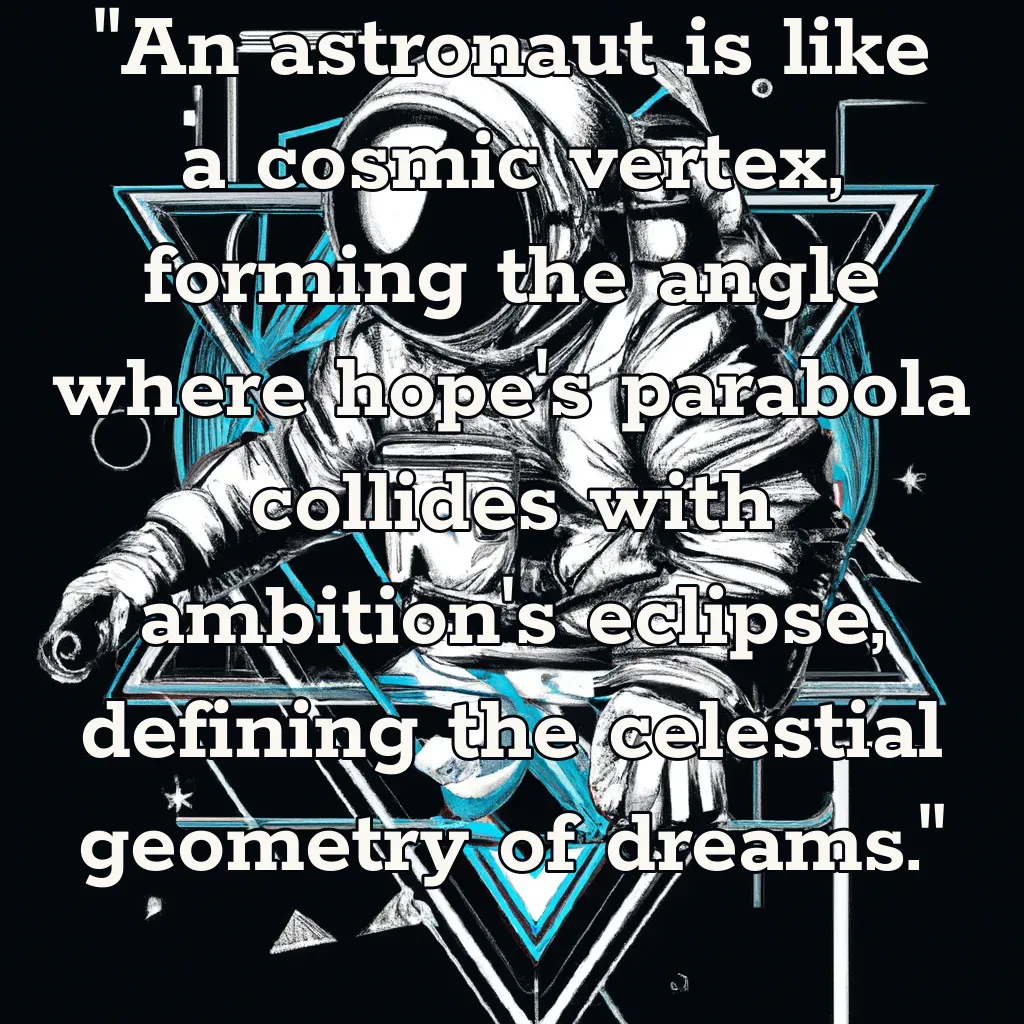 "An astronaut is like
a cosmic vertex,
forming the angle
where hope's parabola
collides with
ambition's eclipse,
defining the celestial
geometry of dreams."